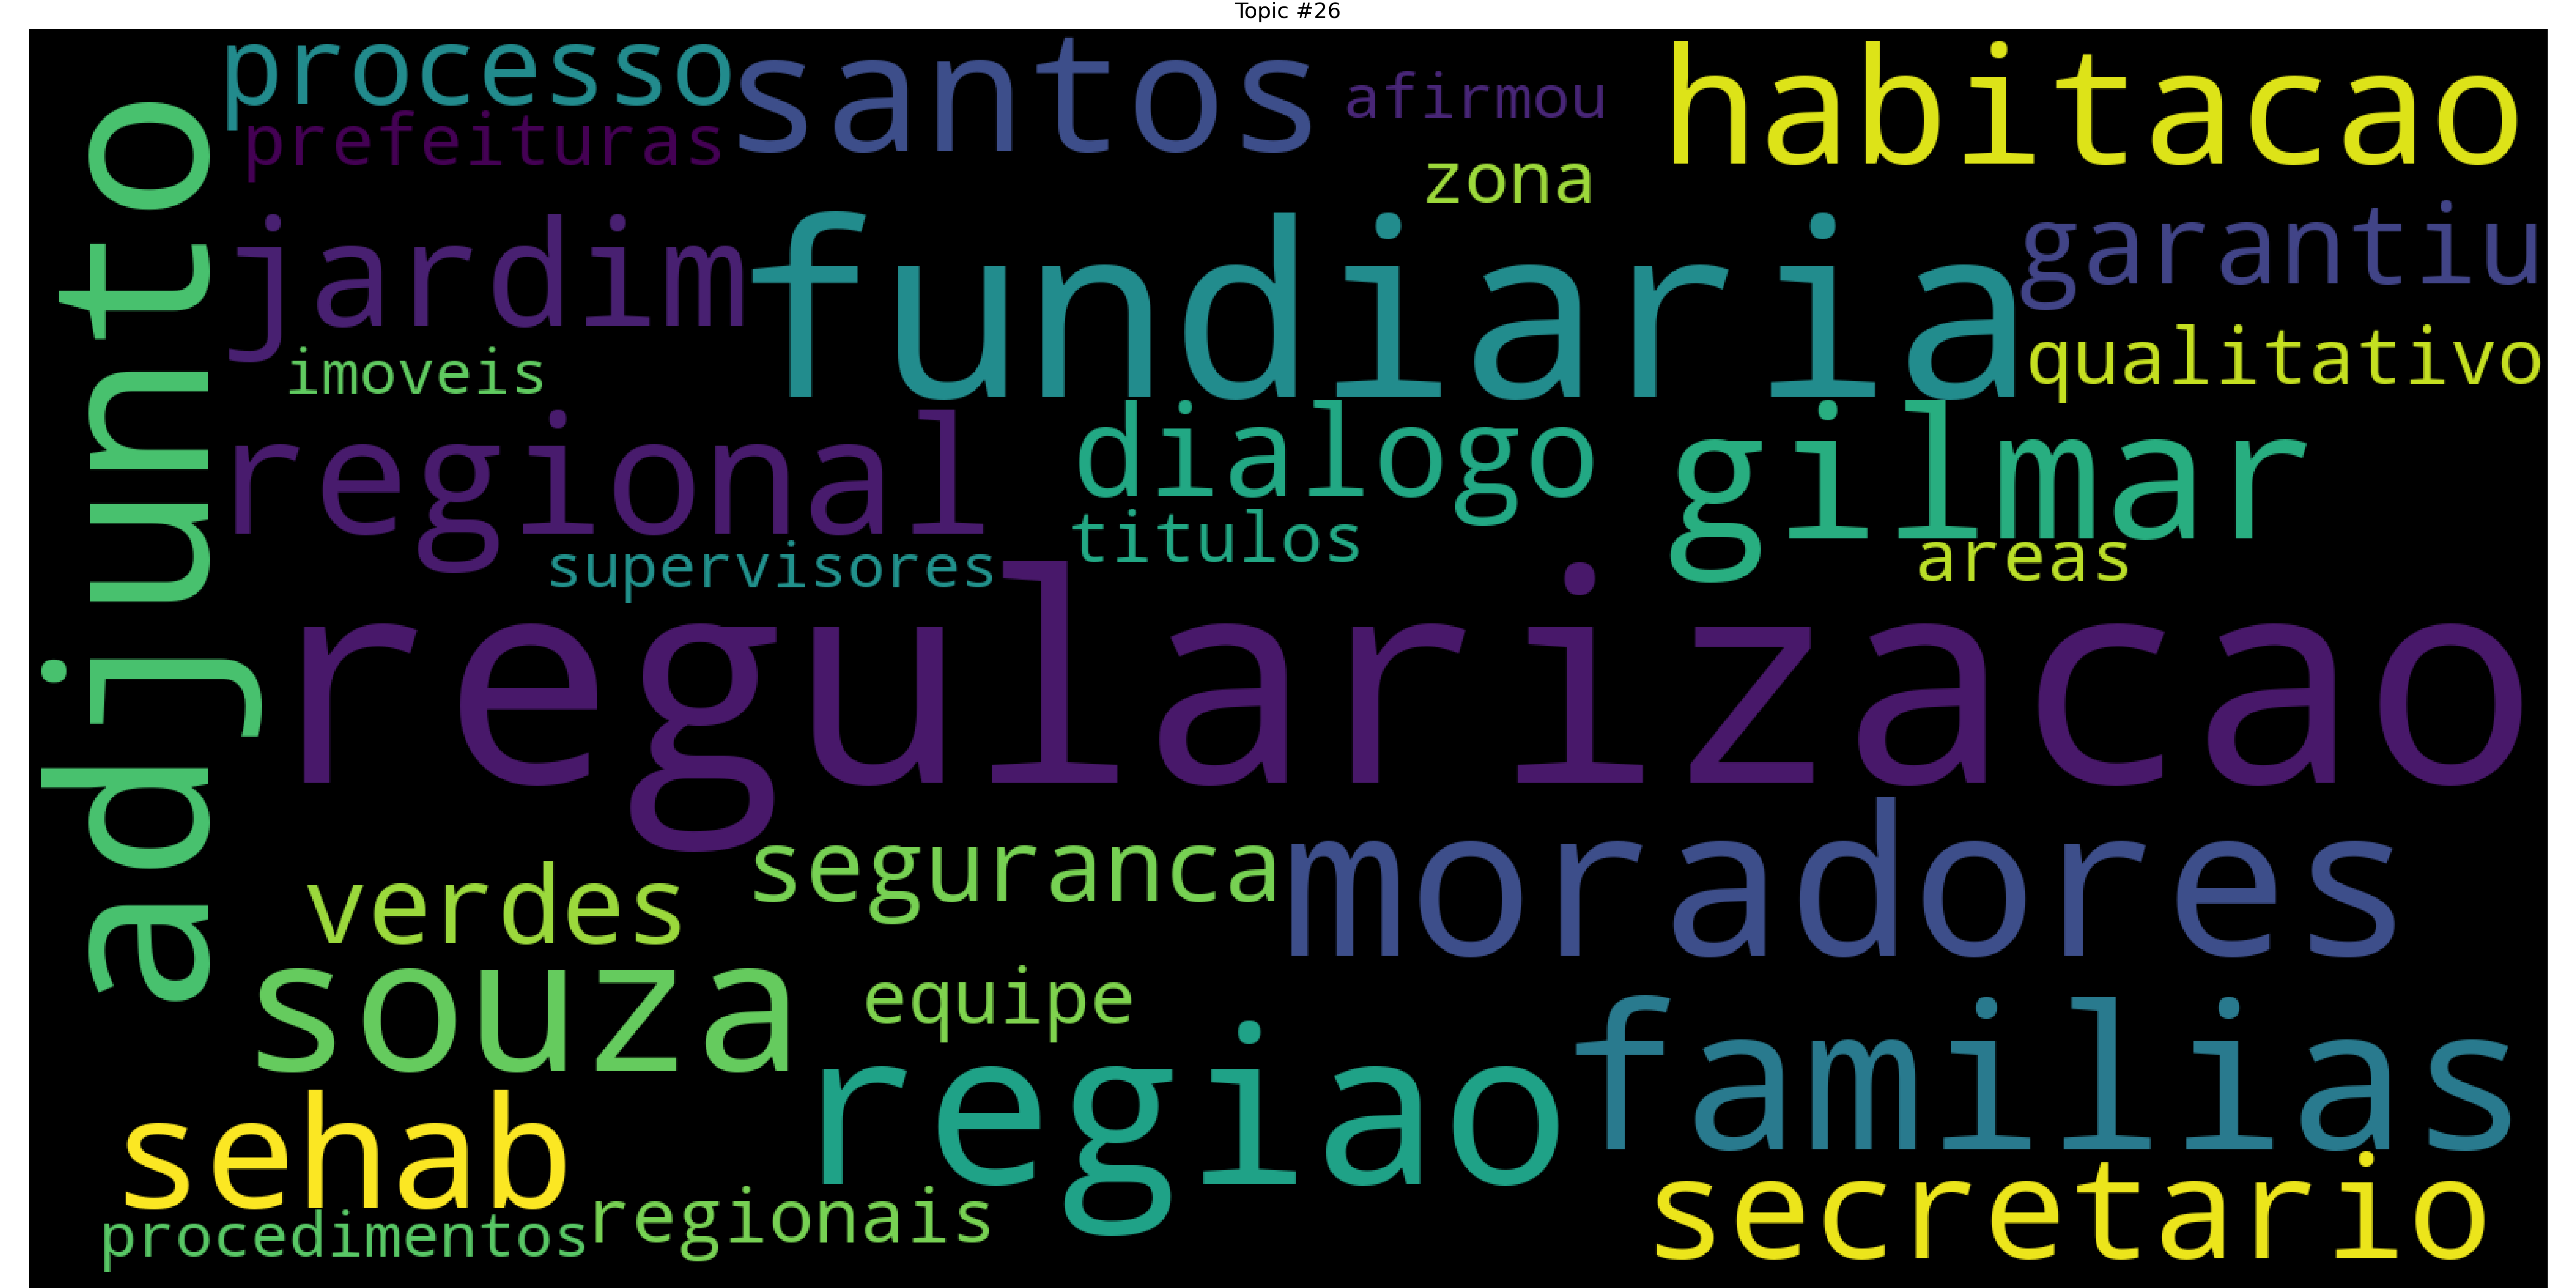 Topic #26
processo
santos
afirmou
habitacao
prefeituras
zona
adjunto
jardim
fundiaria
garantiu
imoveis
qualitativo
regional
dialogo
gilmar
supervisores
titulos
areas
regularizacao
verdes
seguranca
moradores
souza
equipe
regiao
familias
sehab
procedimentos
regionais
secretario